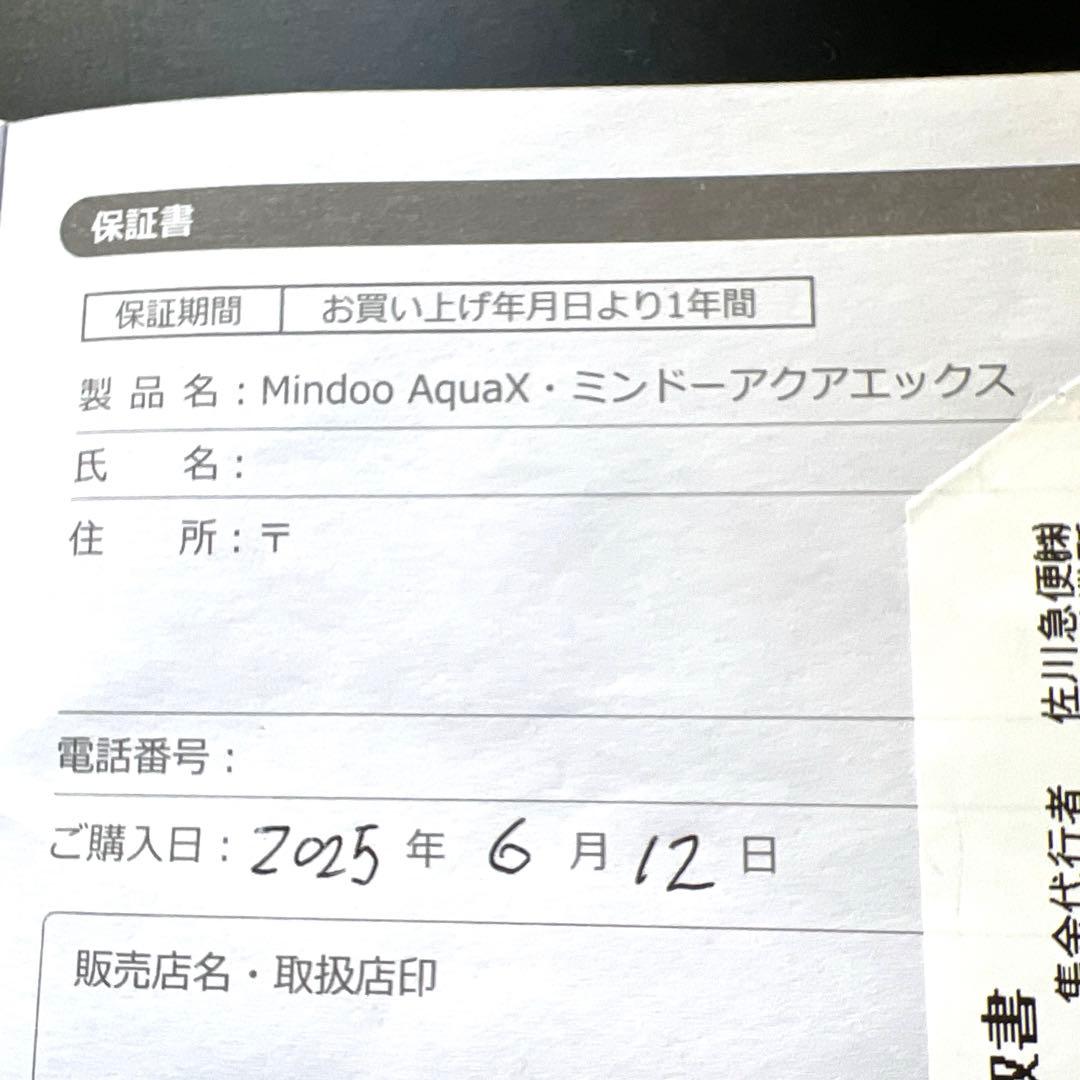 保証書
保証期間 お買い上げ年月日より1年間
製品名：Mindoo AquaX・ミンドーアクアエックス
氏名：
住所：〒
電話番号：
ご購入日：2025年6月12日
販売店名・取扱店印
佐川急便㈱
集金代行者